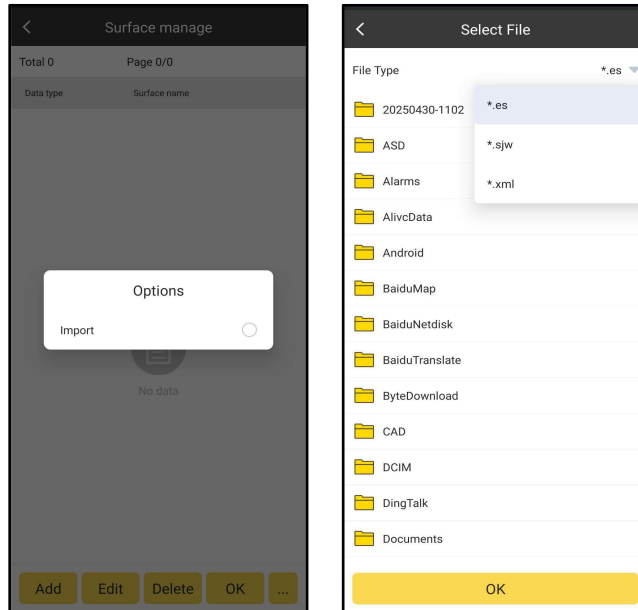 Surface manage
Total 0 Page 0/0
Data type Surface name
Options
Import
No data
Add Edit Delete OK ...
Select File
File Type *.es
20250430-1102 *.es
ASD *.sjw
Alarms *.xml
AlivcData
Android
BaiduMap
BaiduNetdisk
BaiduTranslate
ByteDownload
CAD
DCIM
DingTalk
Documents
OK